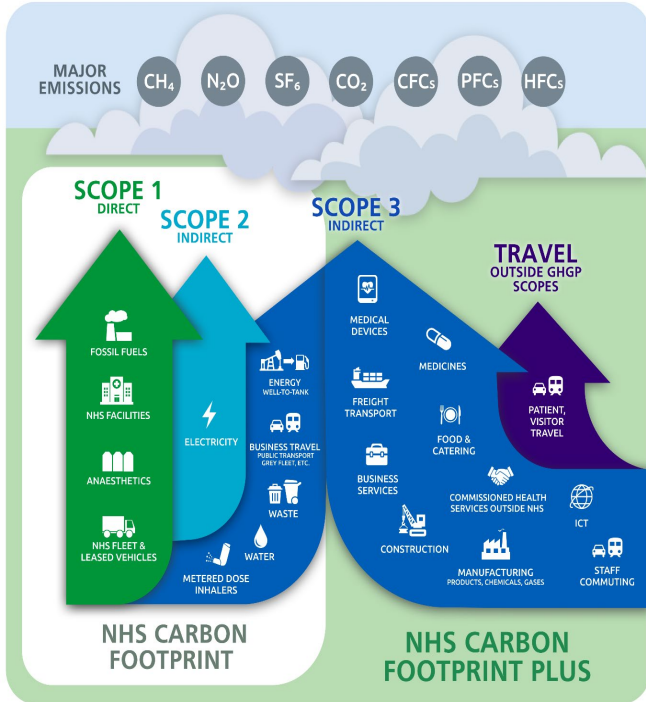 MAJOR
EMISSIONS
CH₄
N₂O
SF₆
CO₂
CFCs
PFCs
HFCs
SCOPE 1
DIRECT
FOSSIL FUELS
NHS FACILITIES
ANAESTHETICS
NHS FLEET &
LEASED VEHICLES
SCOPE 2
INDIRECT
ELECTRICITY
SCOPE 3
INDIRECT
ENERGY
WELL-TO-TANK
BUSINESS TRAVEL
PUBLIC TRANSPORT
GREY FLEET, ETC.
WASTE
WATER
METERED DOSE
INHALERS
MEDICAL
DEVICES
MEDICINES
FREIGHT
TRANSPORT
FOOD &
CATERING
BUSINESS
SERVICES
COMMISSIONED HEALTH
SERVICES OUTSIDE NHS
ICT
CONSTRUCTION
MANUFACTURING
PRODUCTS, CHEMICALS, GASES
STAFF
COMMUTING
TRAVEL
OUTSIDE GHGP
SCOPES
PATIENT,
VISITOR
TRAVEL
NHS CARBON
FOOTPRINT
NHS CARBON
FOOTPRINT PLUS